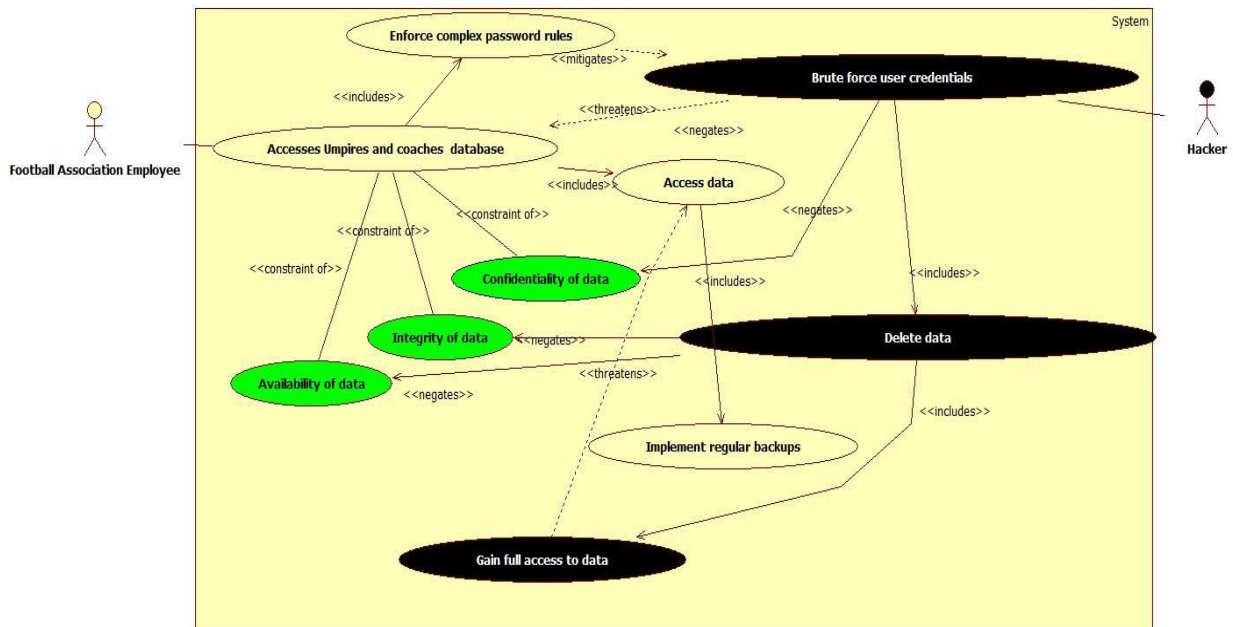 System
Enforce complex password rules
<<mitigates>>
Brute force user credentials
<<includes>>
<<threatens>>
<<negates>>
Football Association Employee
Accesses Umpires and coaches database
Hacker
<<includes>>
Access data
<<constraint of>>
<<negates>>
<<constraint of>>
<<constraint of>>
Confidentiality of data
<<includes>>
<<includes>>
Integrity of data
<<negates>>
Delete data
Availability of data
<<negates>>
<<threatens>>
<<includes>>
Implement regular backups
Gain full access to data